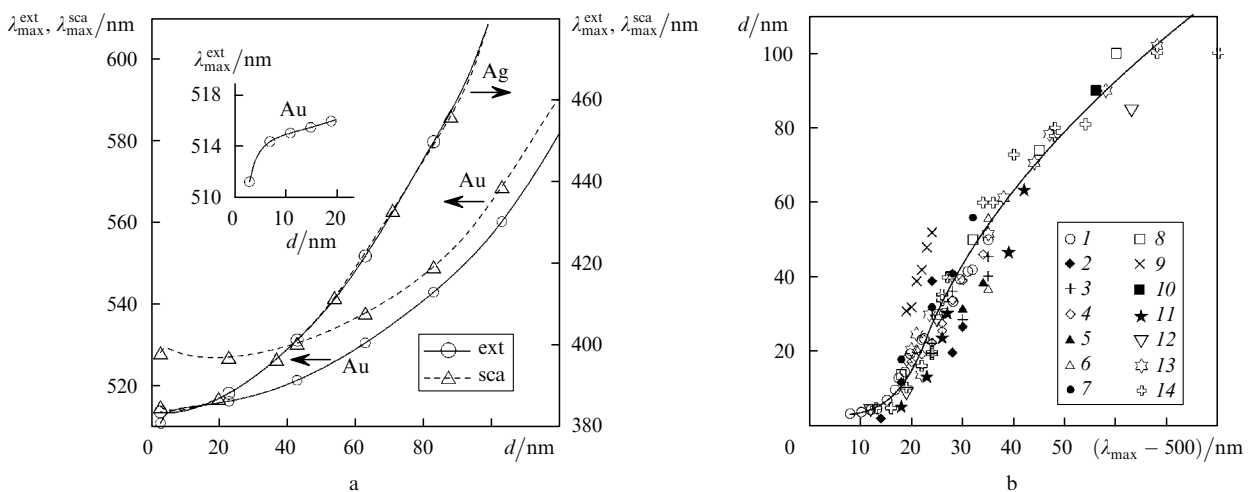 λ_max^ext, λ_max^sca/nm
600
580
560
540
520
λ_max^ext/nm
518
514
510
Au
0 10 20
d/nm
Ag
Au
Au
ext
sca
0 20 40 60 80 d/nm
a
λ_max^ext, λ_max^sca/nm
460
440
420
400
380
d/nm
100
80
60
40
20
0
1 8
2 9
3 10
4 11
5 12
6 13
7 14
10 20 30 40 50 (λ_max − 500)/nm
b